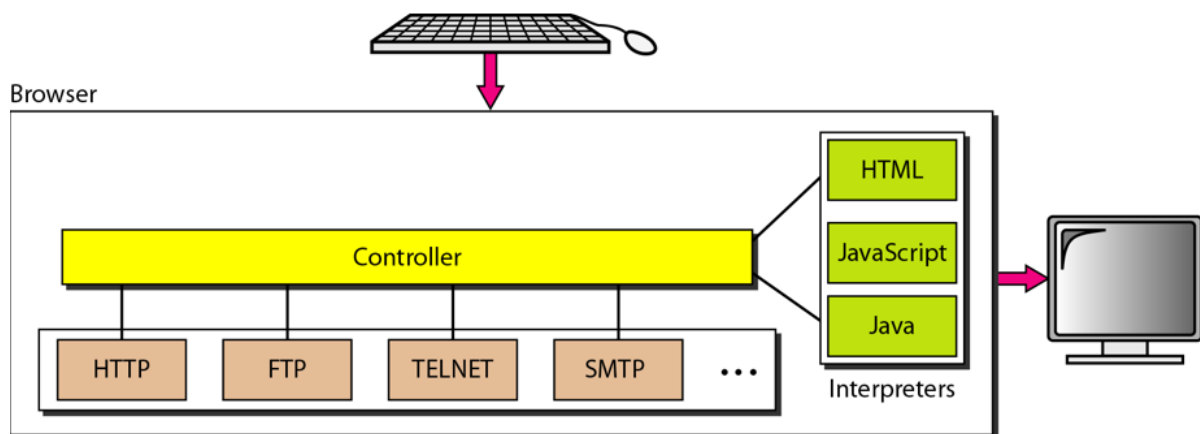 Browser
HTML
Controller
JavaScript
Java
HTTP
FTP
TELNET
SMTP
...
Interpreters